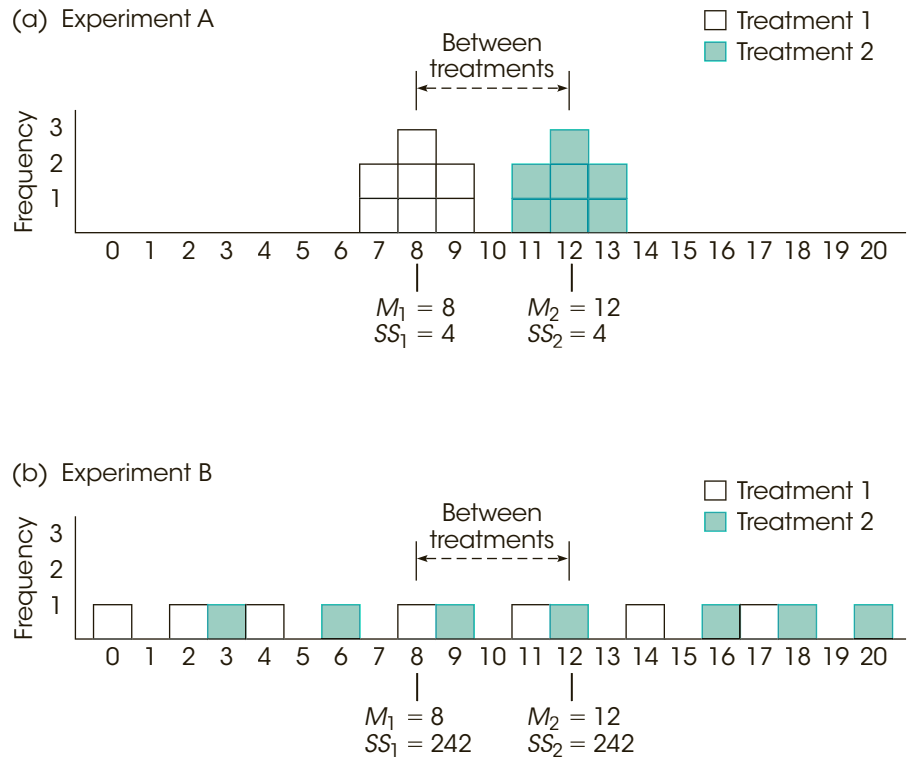 (a) Experiment A
Treatment 1
Treatment 2
Between
treatments
Frequency
3
2
1
0 1 2 3 4 5 6 7 8 9 10 11 12 13 14 15 16 17 18 19 20
M1 = 8
SS1 = 4
M2 = 12
SS2 = 4
(b) Experiment B
Treatment 1
Treatment 2
Between
treatments
Frequency
3
2
1
0 1 2 3 4 5 6 7 8 9 10 11 12 13 14 15 16 17 18 19 20
M1 = 8
SS1 = 242
M2 = 12
SS2 = 242